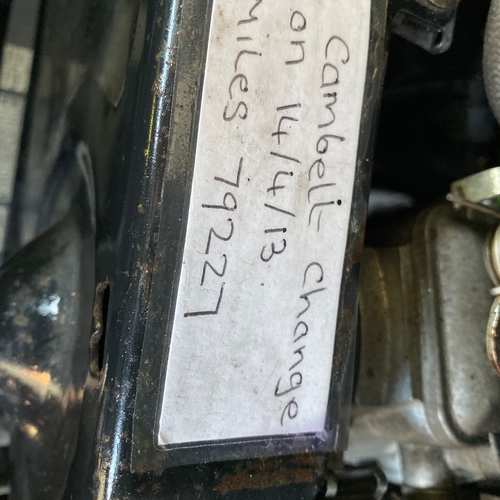 Cambelt change
on 14/4/13
Miles 79227